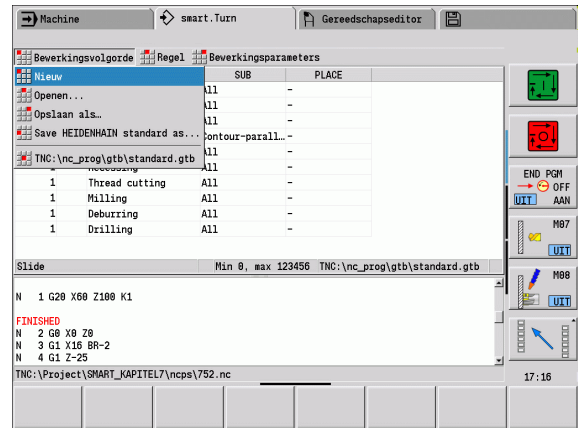 Machine
smart.Turn
Gereedschapseditor
Bewerkingsvolgorde Regel Bewerkingsparameters
SUB PLACE
Nieuw
Openen...
Opslaan als…
Save HEIDENHAIN standard as...
TNC:\nc_prog\gtb\standard.gtb
All -
All -
All -
Contour-parall… -
All -
All -
1 Thread cutting All -
1 Milling All -
1 Deburring All -
1 Drilling All -
Slide Min 0, max 123456 TNC:\nc_prog\gtb\standard.gtb
N 1 G20 X60 Z100 K1
FINISHED
N 2 G0 X0 Z0
N 3 G1 X16 BR-2
N 4 G1 Z-25
TNC:\Project\SMART_KAPITEL7\ncps\752.nc
END PGM
OFF
UIT AAN
M07
UIT
M08
UIT
17:16